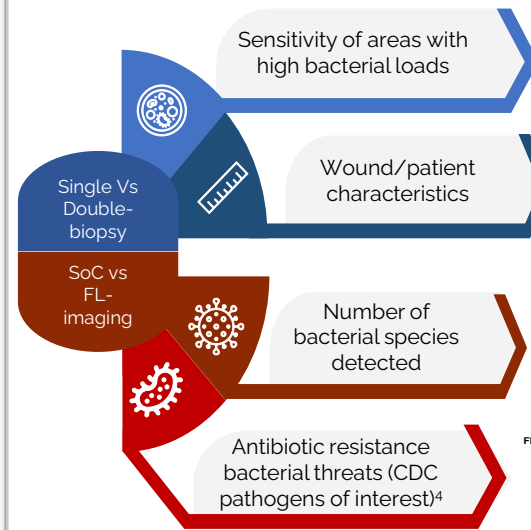 Sensitivity of areas with
high bacterial loads
Wound/patient
characteristics
Single Vs
Double-
biopsy
SoC vs
FL-
imaging
Number of
bacterial species
detected
Antibiotic resistance
bacterial threats (CDC
pathogens of interest)⁴